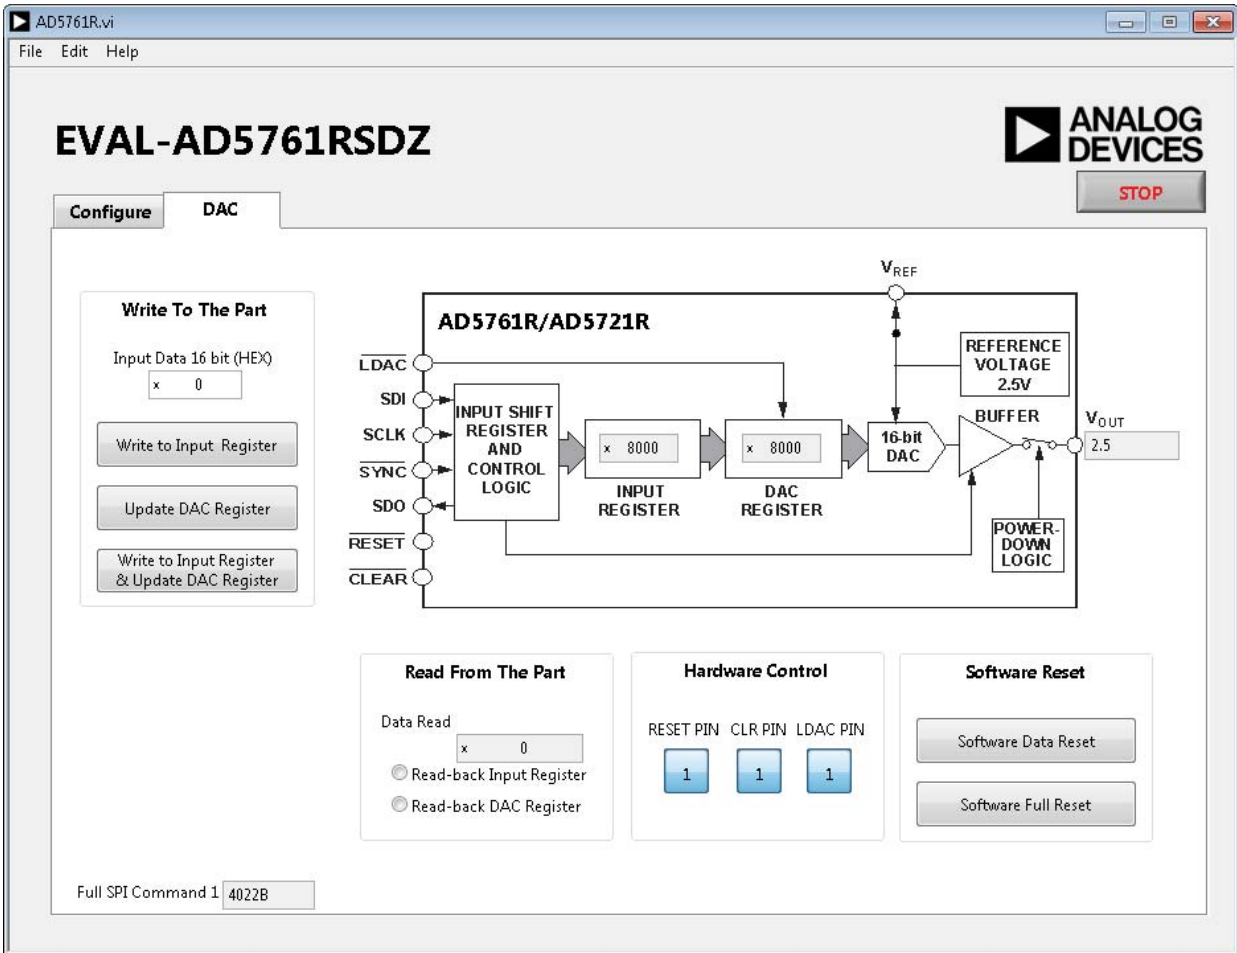 AD5761R.vi
File Edit Help
EVAL-AD5761RSDZ
ANALOG
DEVICES
STOP
Configure
DAC
Write To The Part
Input Data 16 bit (HEX)
x 0
Write to Input Register
Update DAC Register
Write to Input Register
& Update DAC Register
AD5761R/AD5721R
VREF
LDAC
SDI
SCLK
SYNC
SDO
RESET
CLEAR
INPUT SHIFT
REGISTER
AND
CONTROL
LOGIC
x 8000
INPUT
REGISTER
x 8000
DAC
REGISTER
16-bit
DAC
REFERENCE
VOLTAGE
2.5V
BUFFER
VOUT
2.5
POWER-
DOWN
LOGIC
Read From The Part
Data Read
x 0
Read-back Input Register
Read-back DAC Register
Hardware Control
RESET PIN CLR PIN LDAC PIN
1 1 1
Software Reset
Software Data Reset
Software Full Reset
Full SPI Command 1 4022B